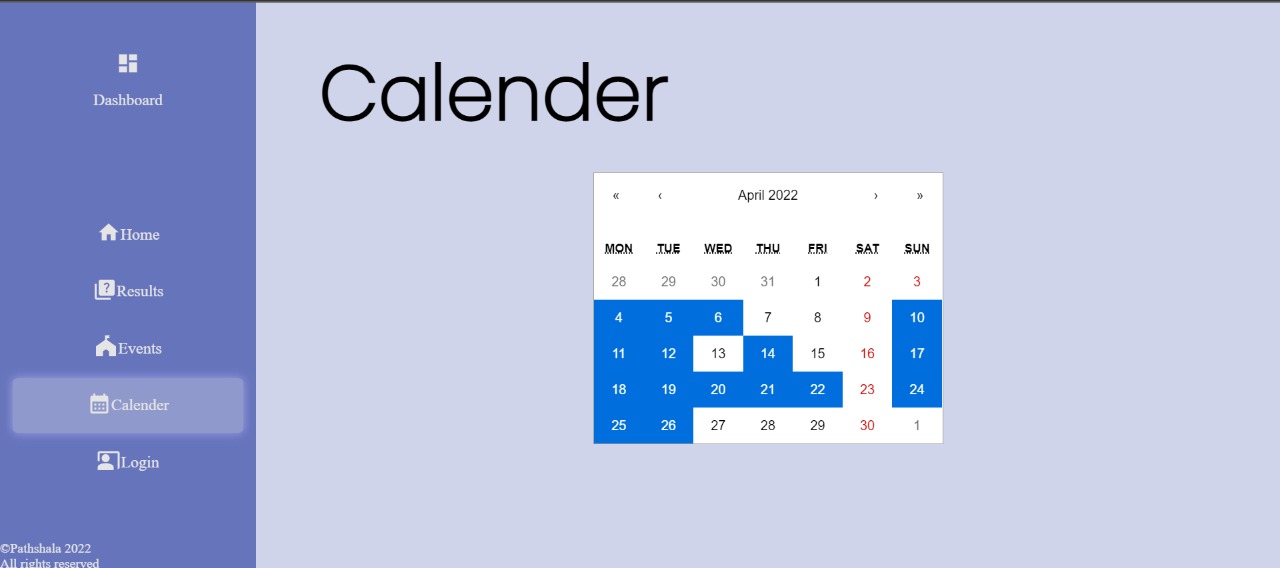 Dashboard
Home
Results
Events
Calender
Login
©Pathshala 2022
All rights reserved
Calender
« ‹ April 2022 › »
MON TUE WED THU FRI SAT SUN
28 29 30 31 1 2 3
4 5 6 7 8 9 10
11 12 13 14 15 16 17
18 19 20 21 22 23 24
25 26 27 28 29 30 1